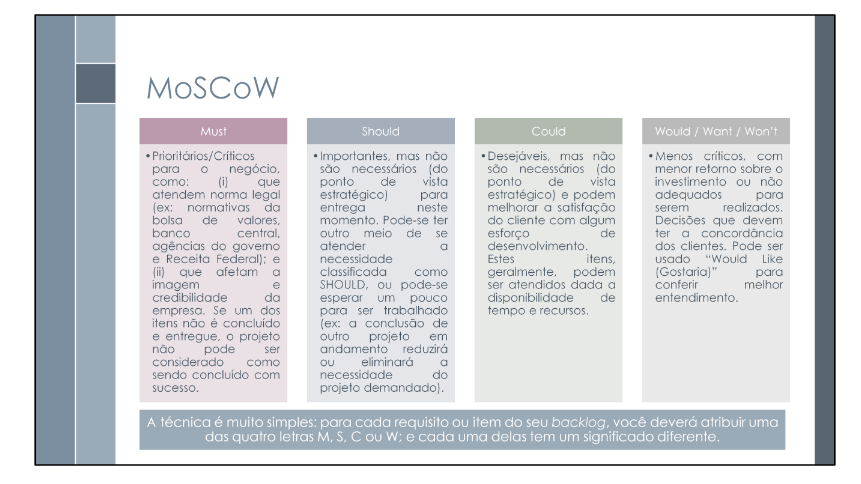 MoSCoW
Must
•Prioritários/Críticos
para o negócio,
como: (i) que
atendem norma legal
(ex: normativas da
bolsa de valores,
banco central,
agências do governo
e Receita Federal); e
(ii) que afetam a
imagem e
credibilidade da
empresa. Se um dos
itens não é concluído
e entregue, o projeto
não pode ser
considerado como
sendo concluído com
sucesso.
Should
•Importantes, mas não
são necessários (do
ponto de vista
estratégico) para
entrega neste
momento. Pode-se ter
outro meio de se
atender a
necessidade
classificada como
SHOULD, ou pode-se
esperar um pouco
para ser trabalhado
(ex: a conclusão de
outro projeto em
andamento reduzirá
ou eliminará a
necessidade do
projeto demandado).
Could
•Desejáveis, mas não
são necessários (do
ponto de vista
estratégico) e podem
melhorar a satisfação
do cliente com algum
esforço de
desenvolvimento.
Estes itens,
geralmente, podem
ser atendidos dada a
disponibilidade de
tempo e recursos.
Would / Want / Won't
•Menos críticos, com
menor retorno sobre o
investimento ou não
adequados para
serem realizados.
Decisões que devem
ter a concordância
dos clientes. Pode ser
usado “Would Like
(Gostaria)” para
conferir melhor
entendimento.
A técnica é muito simples: para cada requisito ou item do seu backlog, você deverá atribuir uma
das quatro letras M, S, C ou W; e cada uma delas tem um significado diferente.